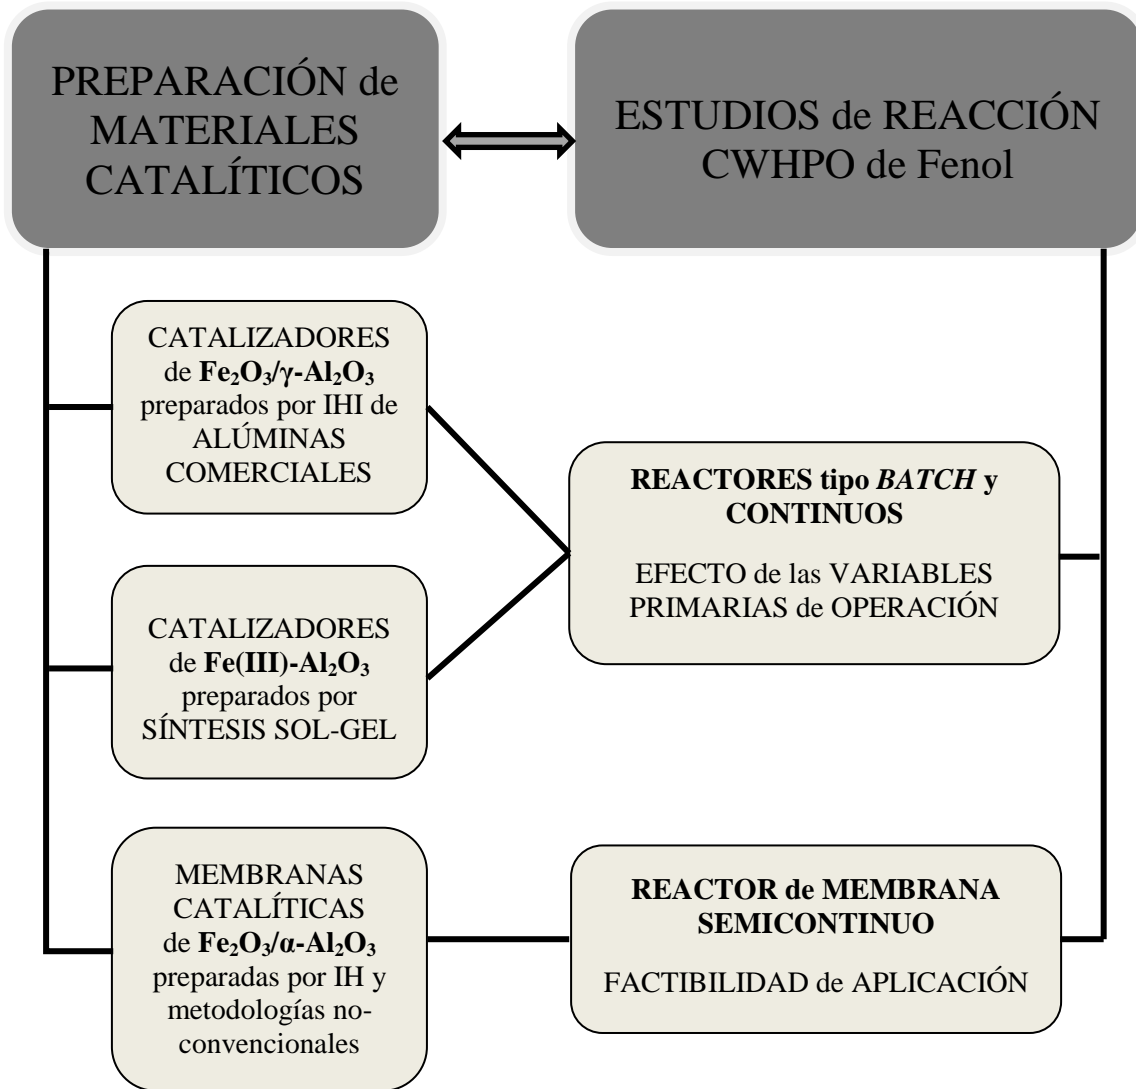 PREPARACIÓN de
MATERIALES
CATALÍTICOS
ESTUDIOS de REACCIÓN
CWHPO de Fenol
CATALIZADORES
de Fe₂O₃/γ-Al₂O₃
preparados por IHI de
ALÚMINAS
COMERCIALES
CATALIZADORES
de Fe(III)-Al₂O₃
preparados por
SÍNTESIS SOL-GEL
MEMBRANAS
CATALÍTICAS
de Fe₂O₃/α-Al₂O₃
preparadas por IH y
metodologías no-
convencionales
REACTORES tipo BATCH y
CONTINUOS
EFECTO de las VARIABLES
PRIMARIAS de OPERACIÓN
REACTOR de MEMBRANA
SEMICONTINUO
FACTIBILIDAD de APLICACIÓN